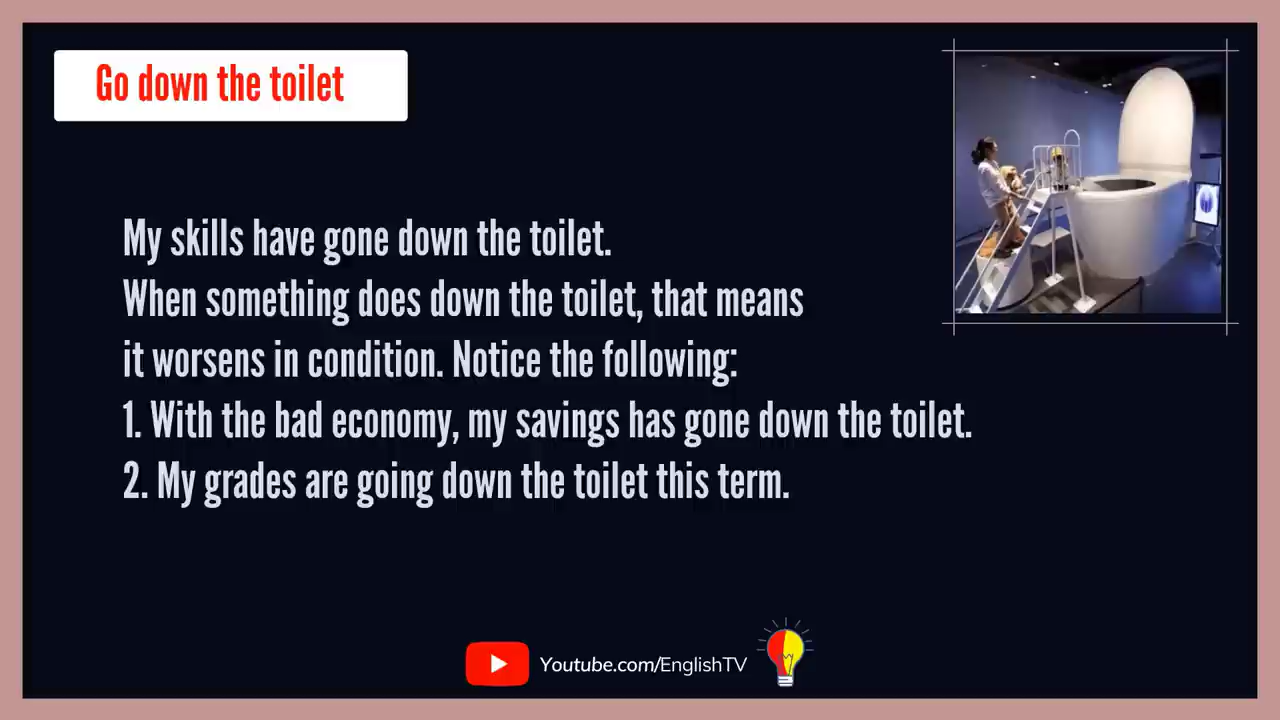 Go down the toilet
My skills have gone down the toilet.
When something does down the toilet, that means
it worsens in condition. Notice the following:
1. With the bad economy, my savings has gone down the toilet.
2. My grades are going down the toilet this term.
Youtube.com/EnglishTV